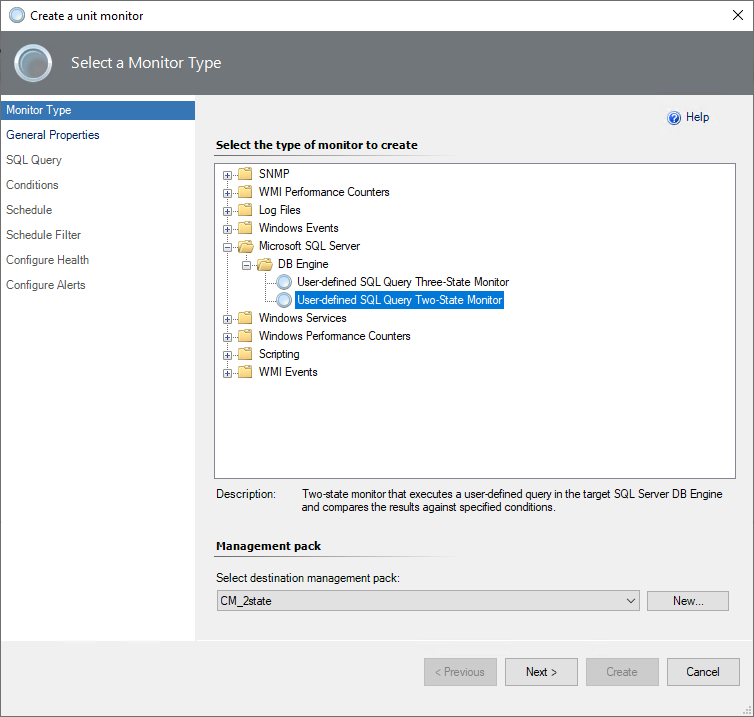 Create a unit monitor
Select a Monitor Type
Monitor Type
General Properties
SQL Query
Conditions
Schedule
Schedule Filter
Configure Health
Configure Alerts
Help
Select the type of monitor to create
SNMP
WMI Performance Counters
Log Files
Windows Events
Microsoft SQL Server
DB Engine
User-defined SQL Query Three-State Monitor
User-defined SQL Query Two-State Monitor
Windows Services
Windows Performance Counters
Scripting
WMI Events
Description: Two-state monitor that executes a user-defined query in the target SQL Server DB Engine
and compares the results against specified conditions.
Management pack
Select destination management pack:
CM_2state
New...
< Previous
Next >
Create
Cancel